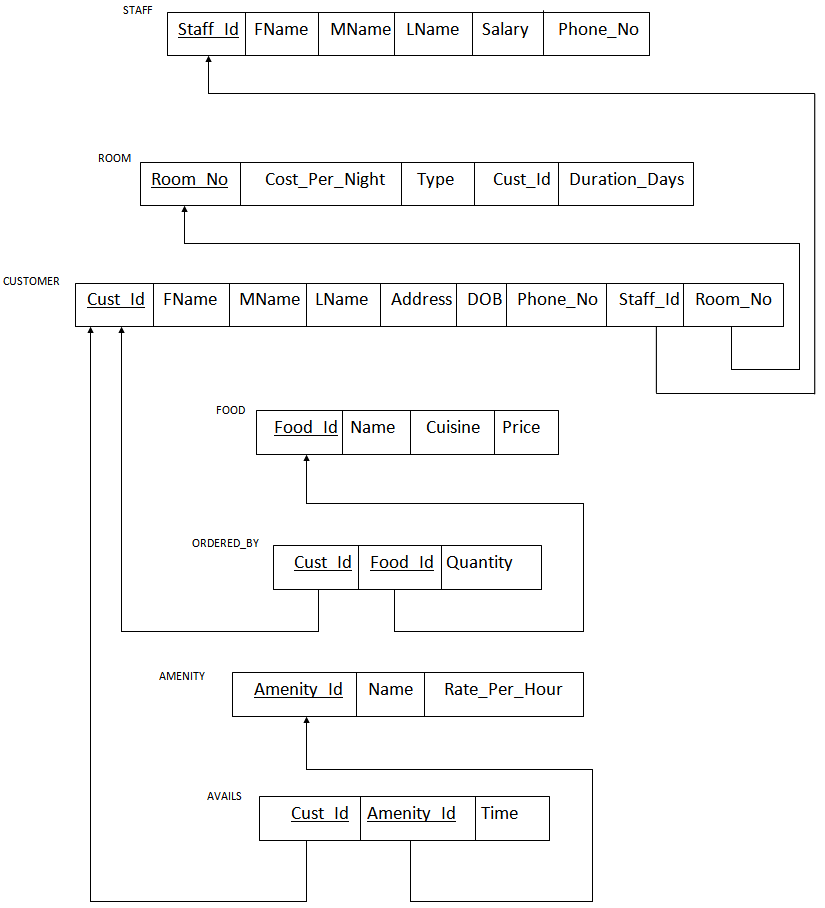 STAFF
Staff_Id FName MName LName Salary Phone_No
ROOM
Room_No Cost_Per_Night Type Cust_Id Duration_Days
CUSTOMER
Cust_Id FName MName LName Address DOB Phone_No Staff_Id Room_No
FOOD
Food_Id Name Cuisine Price
ORDERED_BY
Cust_Id Food_Id Quantity
AMENITY
Amenity_Id Name Rate_Per_Hour
AVAILS
Cust_Id Amenity_Id Time